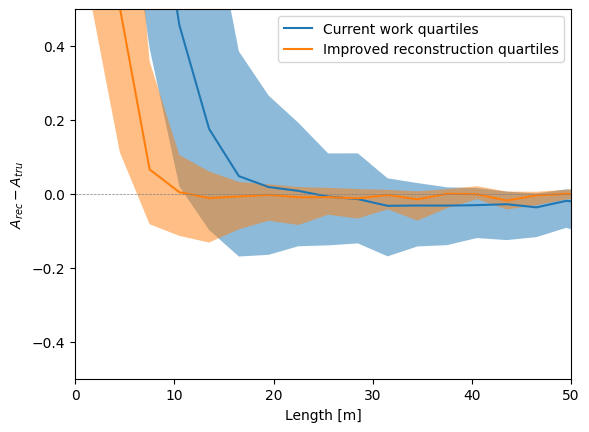 Current work quartiles
Improved reconstruction quartiles
0.4
0.2
0.0
−0.2
−0.4
A_rec − A_tru
0 10 20 30 40 50
Length [m]